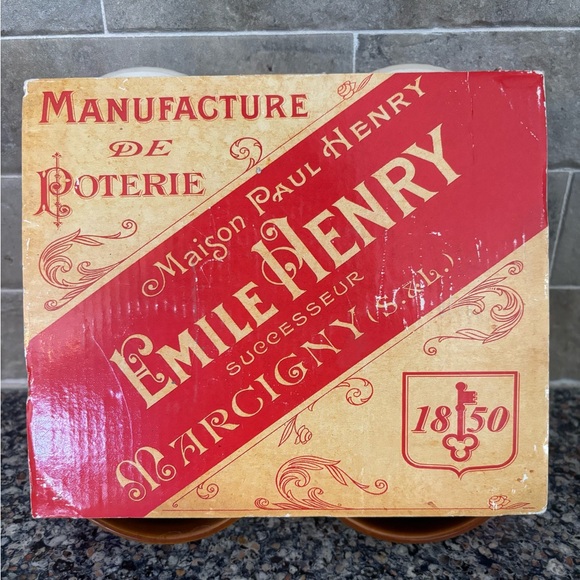 MANUFACTURE
DE
POTERIE
MAISON PAUL HENRY
EMILE HENRY
SUCCESSEUR
MARCIGNY (S. & L.)
1850